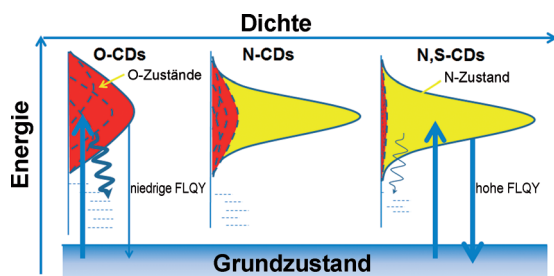 Dichte
O-CDs
N-CDs
N,S-CDs
O-Zustände
N-Zustand
Energie
niedrige FLQY
hohe FLQY
Grundzustand